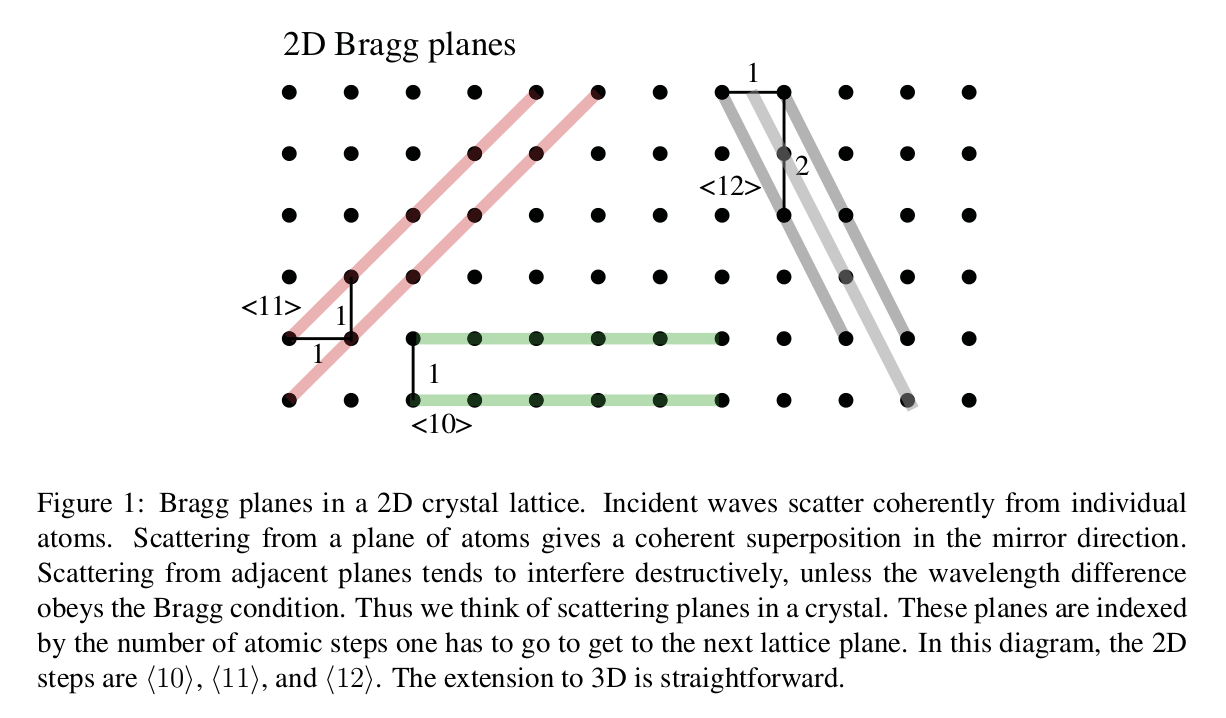 2D Bragg planes
1
2
<12>
<11>
1
1
1
<10>
Figure 1: Bragg planes in a 2D crystal lattice. Incident waves scatter coherently from individual
atoms. Scattering from a plane of atoms gives a coherent superposition in the mirror direction.
Scattering from adjacent planes tends to interfere destructively, unless the wavelength difference
obeys the Bragg condition. Thus we think of scattering planes in a crystal. These planes are indexed
by the number of atomic steps one has to go to get to the next lattice plane. In this diagram, the 2D
steps are ⟨10⟩, ⟨11⟩, and ⟨12⟩. The extension to 3D is straightforward.